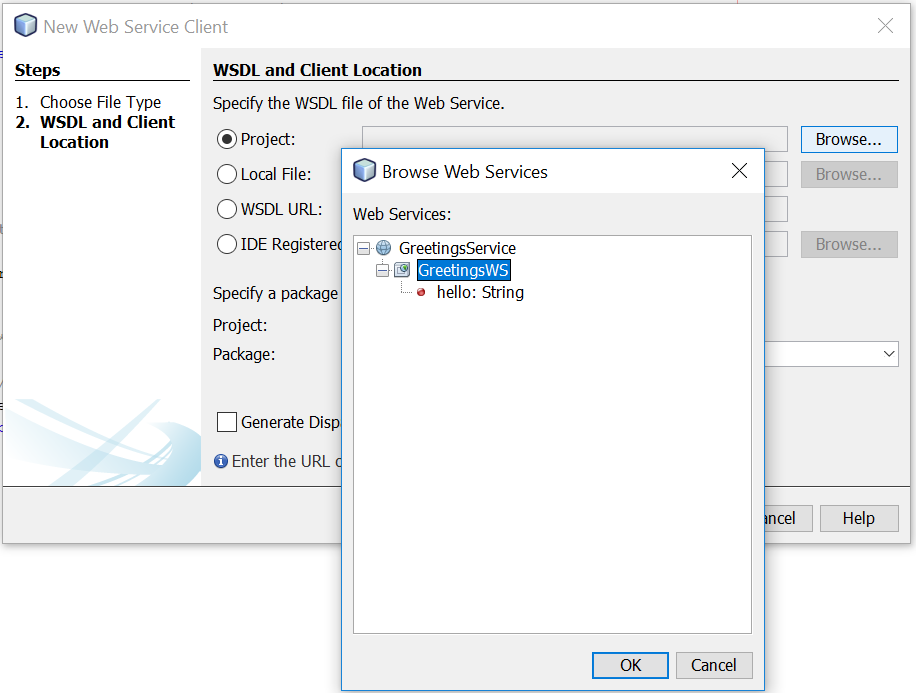 New Web Service Client
Steps
1. Choose File Type
2. WSDL and Client
Location
WSDL and Client Location
Specify the WSDL file of the Web Service.
Project:
Browse...
Local File:
Browse...
WSDL URL:
IDE Registered
Browse...
Specify a package
Project:
Package:
Generate Disp
Enter the URL
ancel
Help
Browse Web Services
Web Services:
GreetingsService
GreetingsWS
hello: String
OK
Cancel